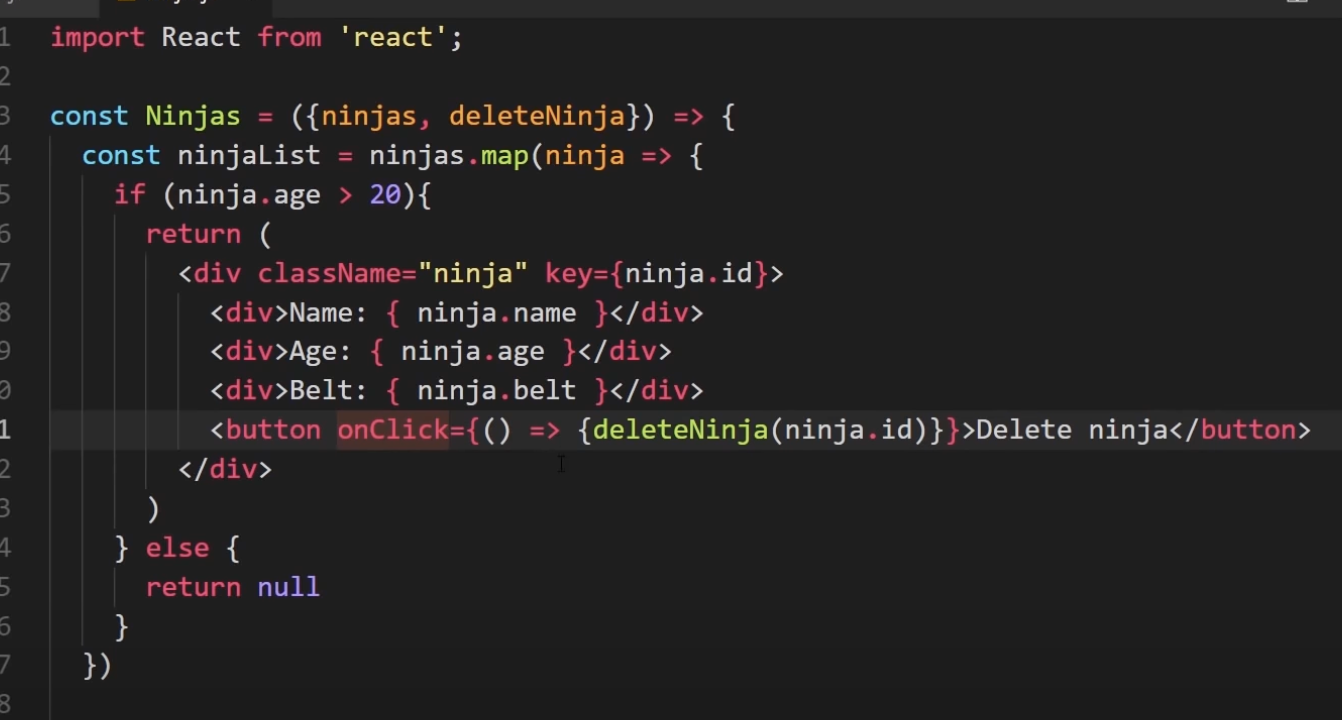 1 import React from 'react';
2
3 const Ninjas = ({ninjas, deleteNinja}) => {
4 const ninjaList = ninjas.map(ninja => {
5 if (ninja.age > 20){
6 return (
7 <div className="ninja" key={ninja.id}>
8 <div>Name: { ninja.name }</div>
9 <div>Age: { ninja.age }</div>
0 <div>Belt: { ninja.belt }</div>
1 <button onClick={() => {deleteNinja(ninja.id)}}>Delete ninja</button>
2 </div>
3 )
4 } else {
5 return null
6 }
7 })
8